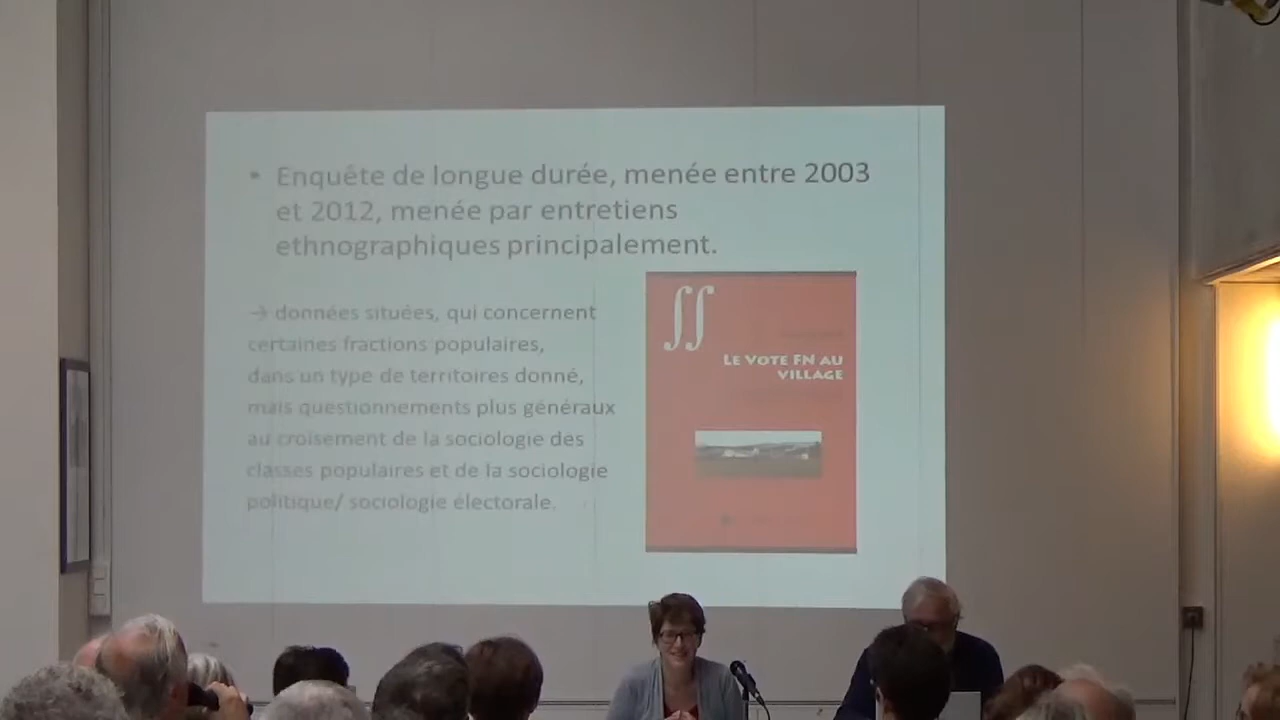 • Enquête de longue durée, menée entre 2003
et 2012, menée par entretiens
ethnographiques principalement.
→ données situées, qui concernent
certaines fractions populaires,
dans un type de territoires donné,
mais questionnements plus généraux
au croisement de la sociologie des
classes populaires et de la sociologie
politique/ sociologie électorale.
∫∫
LE VOTE FN AU
VILLAGE